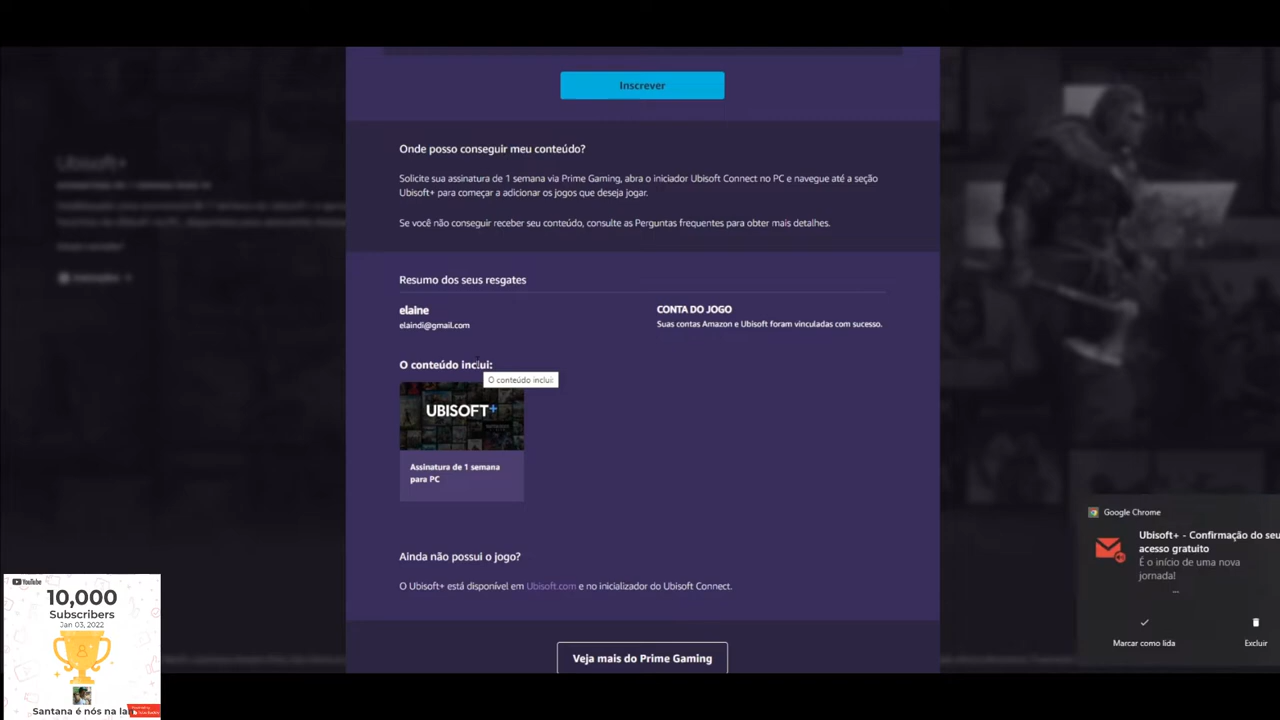 Inscrever
Onde posso conseguir meu conteúdo?
Solicite sua assinatura de 1 semana via Prime Gaming, abra o iniciador Ubisoft Connect no PC e navegue até a seção
Ubisoft+ para começar a adicionar os jogos que deseja jogar.
Se você não conseguir receber seu conteúdo, consulte as Perguntas frequentes para obter mais detalhes.
Resumo dos seus resgates
elaine
elaindi@gmail.com
CONTA DO JOGO
Suas contas Amazon e Ubisoft foram vinculadas com sucesso.
O conteúdo inclui:
O conteúdo inclui:
UBISOFT+
Assinatura de 1 semana
para PC
Ainda não possui o jogo?
O Ubisoft+ está disponível em Ubisoft.com e no inicializador do Ubisoft Connect.
Veja mais do Prime Gaming
Ubisoft+
Google Chrome
Ubisoft+ - Confirmação do seu
acesso gratuito
É o início de uma nova
jornada!
...
Marcar como lida
Excluir
YouTube
10,000
Subscribers
Jan 03, 2022
Santana é nós na la